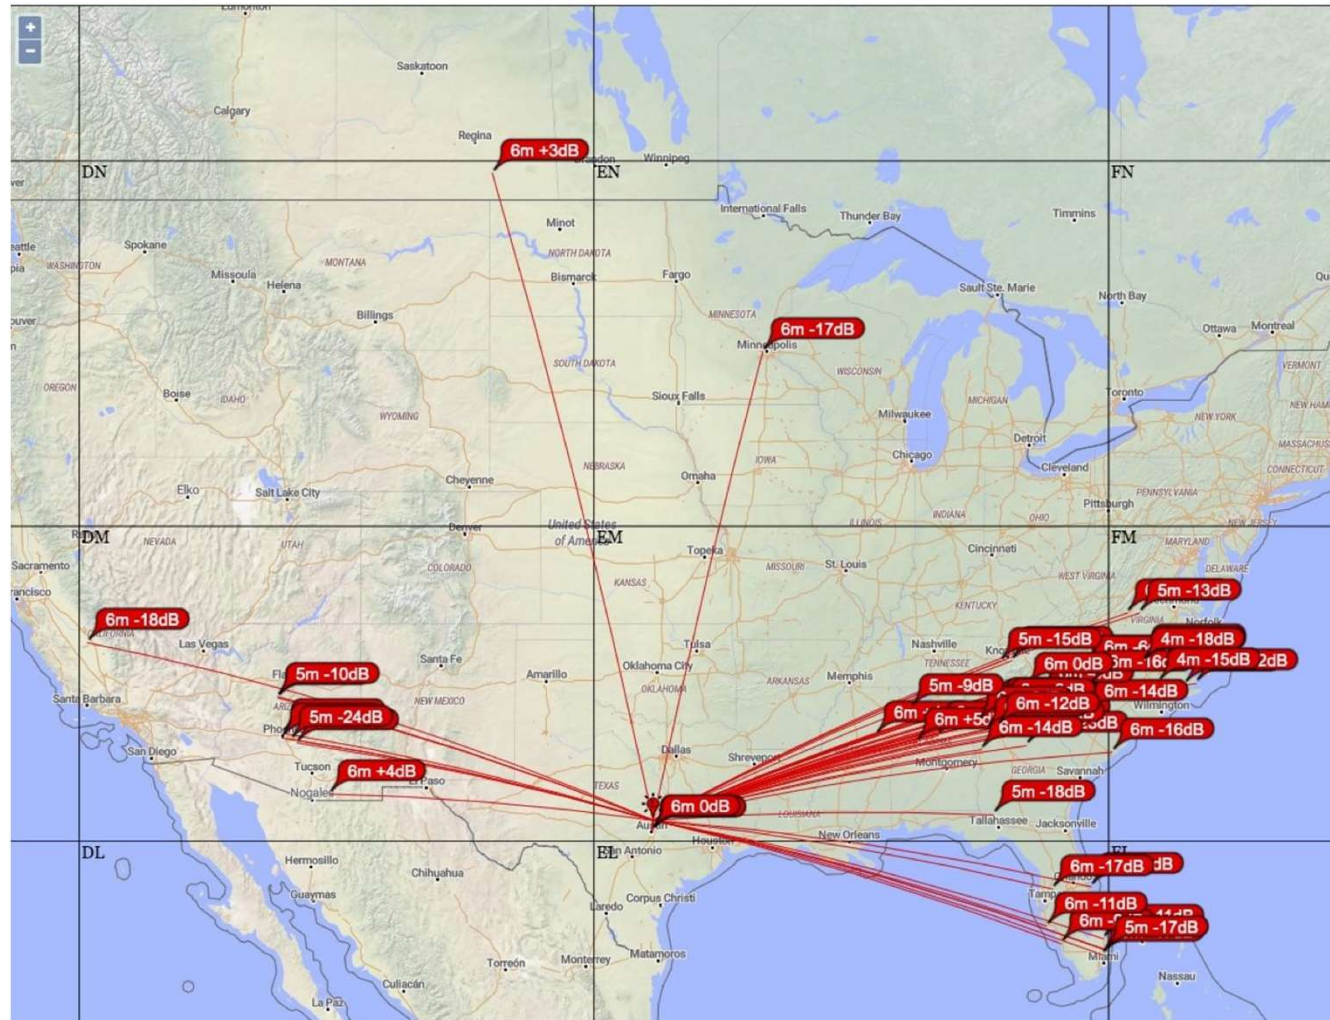 Edmonton
+
−
Saskatoon
Calgary
Regina
6m +3dB
Brandon
Winnipeg
DN
EN
FN
International Falls
Thunder Bay
Timmins
Minot
Spokane
WASHINGTON
MONTANA
NORTH DAKOTA
Missoula
Helena
Bismarck
Fargo
Sault Ste. Marie
North Bay
Billings
MINNESOTA
6m -17dB
Minneapolis
Ottawa
Montreal
SOUTH DAKOTA
WISCONSIN
VERMONT
OREGON
Boise
IDAHO
WYOMING
Sioux Falls
MICHIGAN
Toronto
NEW YORK
NEW HAM
Milwaukee
Detroit
MASSACHUS
Chicago
Cleveland
NEBRASKA
IOWA
CONNECTICUT
Elko
Salt Lake City
Cheyenne
Omaha
Pittsburgh
PENNSYLVANIA
ILLINOIS
INDIANA
OHIO
NEW JERSEY
DM
EM
FM
NEVADA
UTAH
Denver
United States
of America
Topeka
Cincinnati
MARYLAND
Sacramento
COLORADO
KANSAS
MISSOURI
St. Louis
WEST VIRGINIA
DELAWARE
rancisco
5m -13dB
KENTUCKY
VIRGINIA
6m -18dB
CALIFORNIA
Las Vegas
Santa Fe
Tulsa
Nashville
5m -15dB
4m -18dB
Norfolk
Amarillo
Oklahoma City
OKLAHOMA
ARKANSAS
Memphis
TENNESSEE
6m 0dB
4m -15dB
2dB
5m -10dB
NEW MEXICO
5m -9dB
6m -14dB
Santa Barbara
5m -24dB
6m -12dB
Wilmington
San Diego
Dallas
Shreveport
6m -14dB
6m -16dB
Tucson
6m +4dB
El Paso
Montgomery
GEORGIA
Savannah
Nogales
TEXAS
5m -18dB
6m 0dB
LOUISIANA
Tallahassee
Jacksonville
Austin
Houston
New Orleans
DL
EL
FL
San Antonio
Hermosillo
Chihuahua
6m -17dB
dB
Guaymas
Laredo
Corpus Christi
6m -11dB
5m -17dB
Torreón
Monterrey
Matamoros
Miami
Culiacán
Nassau
La Paz